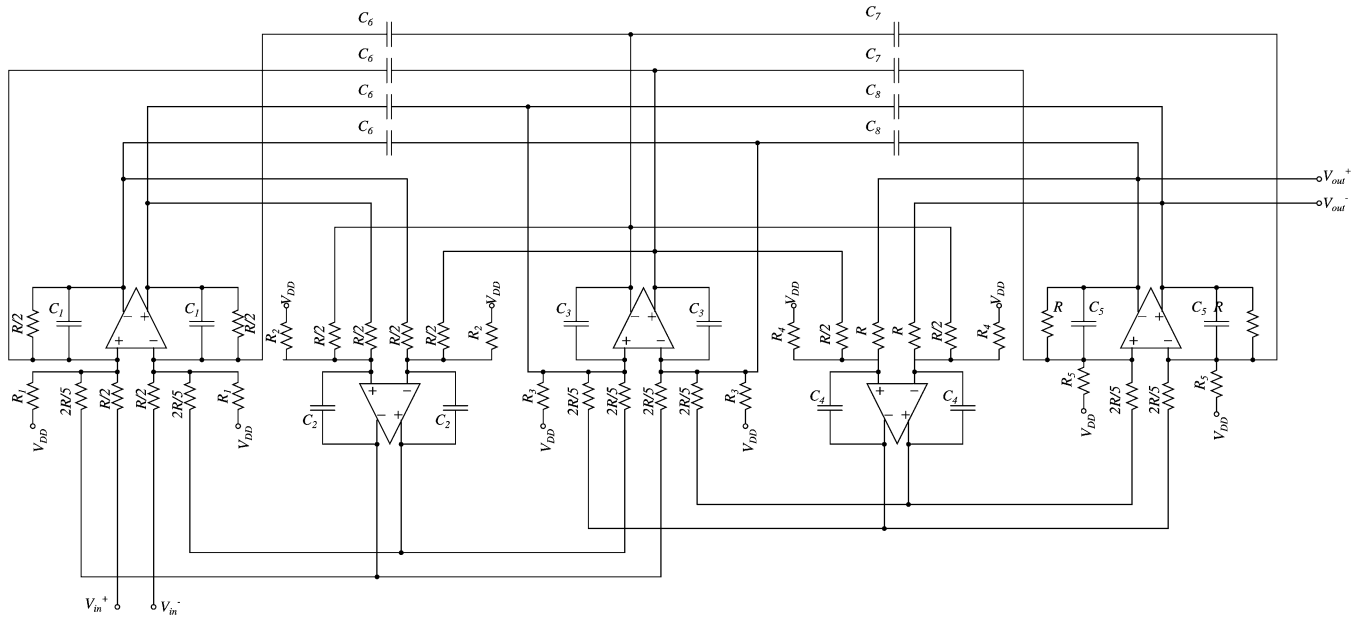 C6 C7
C6 C7
C6 C8
C6 C8
Vout+
Vout-
VDD VDD VDD VDD
R/2 C1 C1 R/2 R2 R/2 R/2 R/2 R/2 R2 C3 C3 R4 R/2 R R R/2 R4 R C5 C5 R
- + - + - +
+ - + - + -
R1 2R/5 R/2 R/2 2R/5 R1 R3 2R/5 2R/5 2R/5 2R/5 R3 R5 2R/5 2R/5 R5
+ - + -
- + - +
C2 C2 C4 C4
VDD VDD VDD VDD VDD VDD
Vin+ Vin-